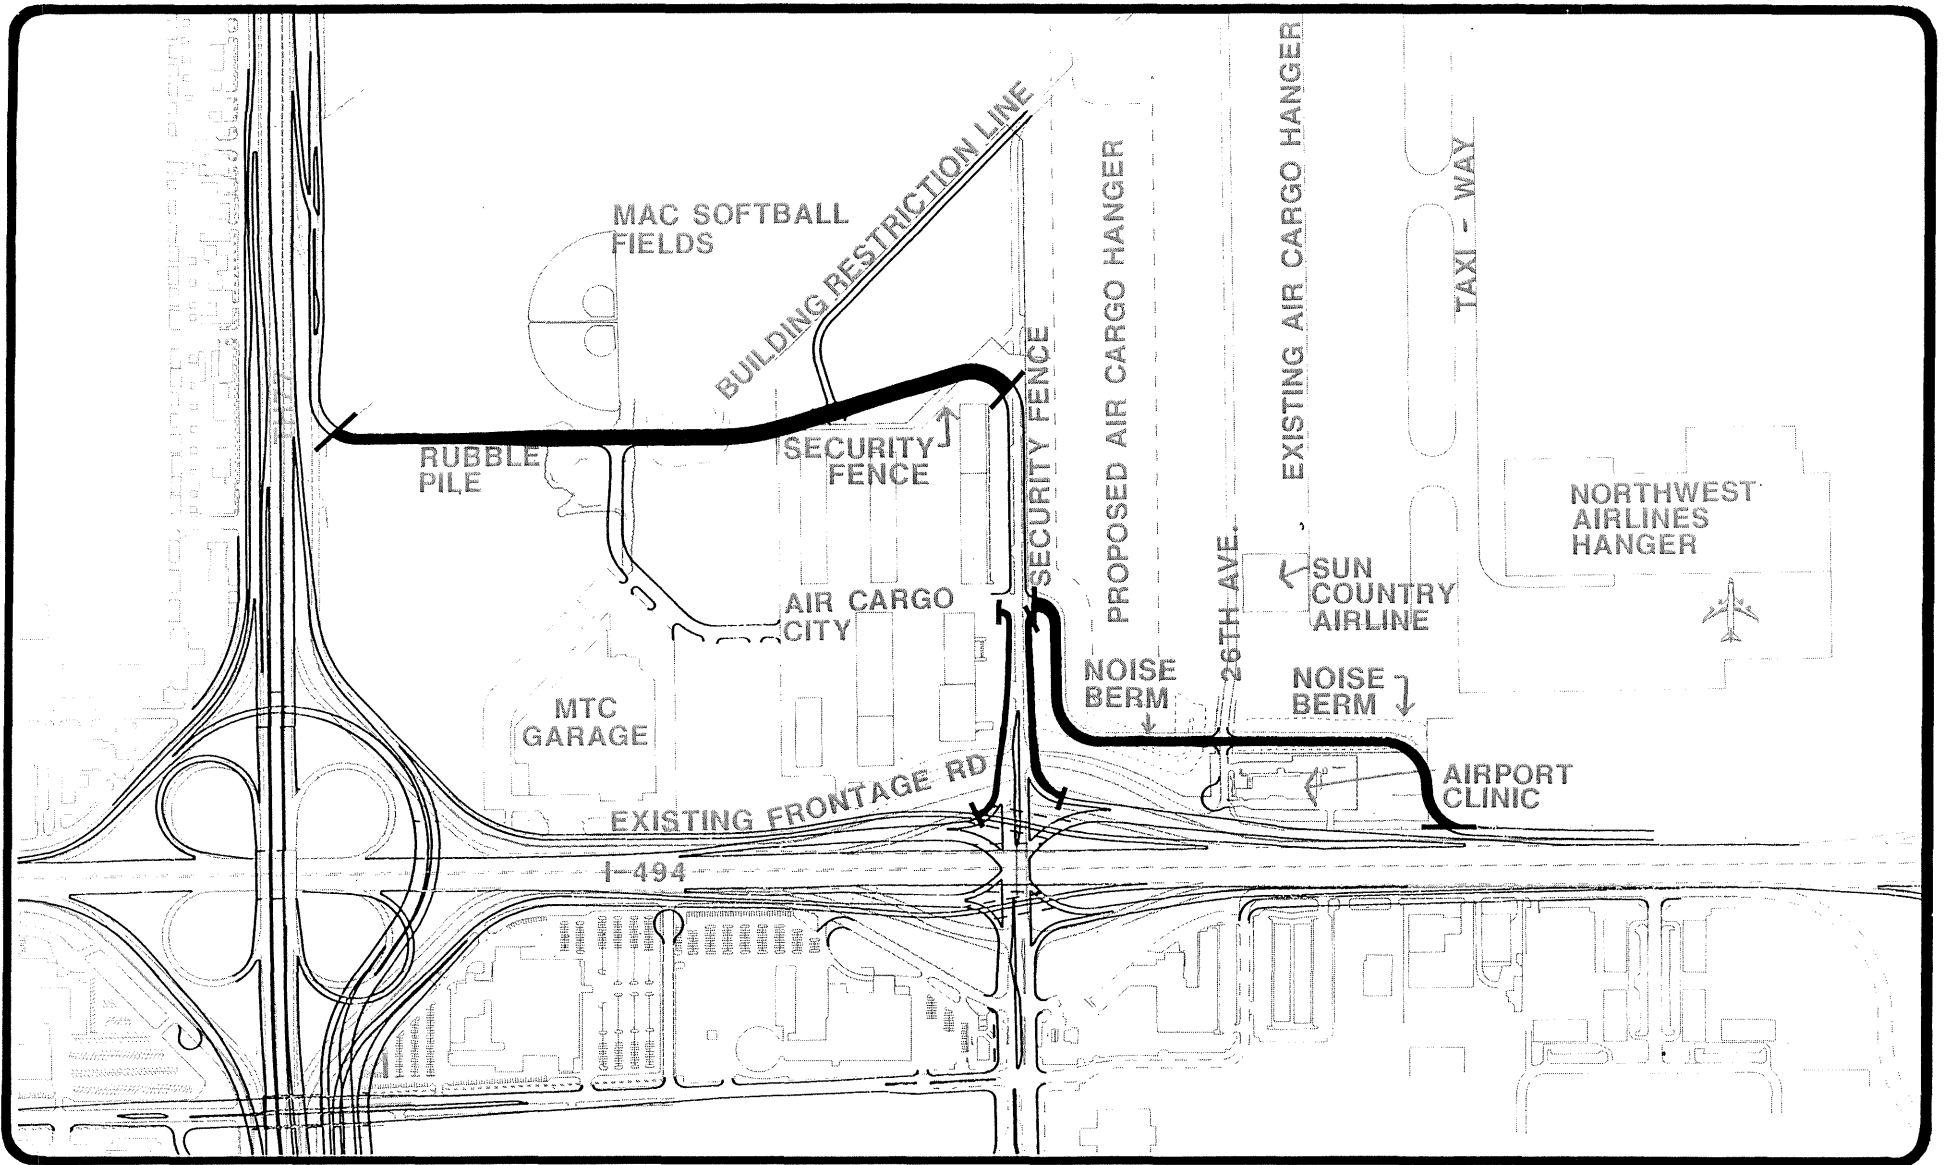 MAC SOFTBALL
FIELDS
BUILDING RESTRICTION LINE
SECURITY FENCE
PROPOSED AIR CARGO HANGER
EXISTING AIR CARGO HANGER
TAXI - WAY
RUBBLE
PILE
SECURITY
FENCE
NORTHWEST
AIRLINES
HANGER
26TH AVE.
SUN
COUNTRY
AIRLINE
AIR CARGO
CITY
NOISE
BERM
NOISE
BERM
MTC
GARAGE
AIRPORT
CLINIC
EXISTING FRONTAGE RD
I-494